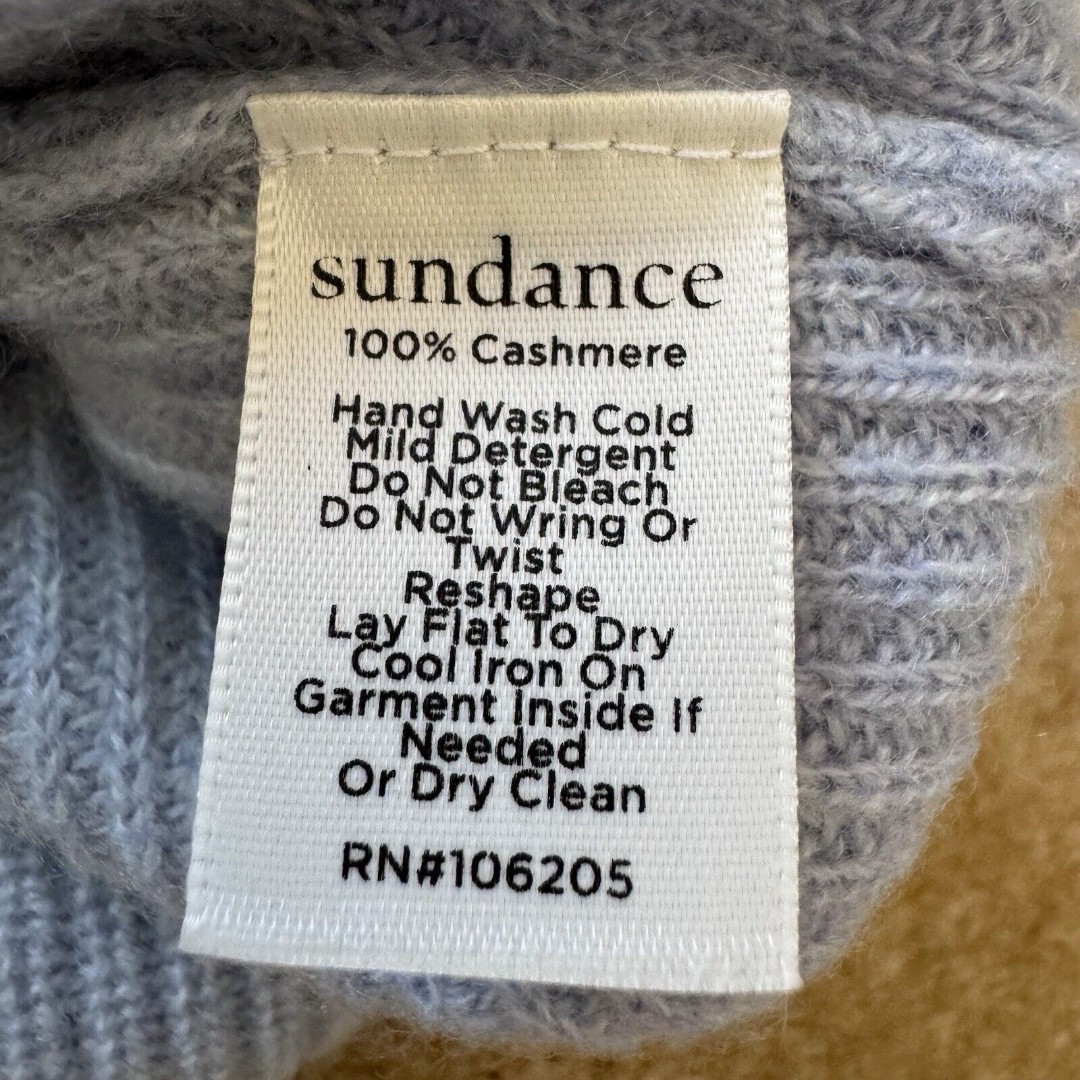 sundance
100% Cashmere
Hand Wash Cold
Mild Detergent
Do Not Bleach
Do Not Wring Or
Twist
Reshape
Lay Flat To Dry
Cool Iron On
Garment Inside If
Needed
Or Dry Clean
RN#106205